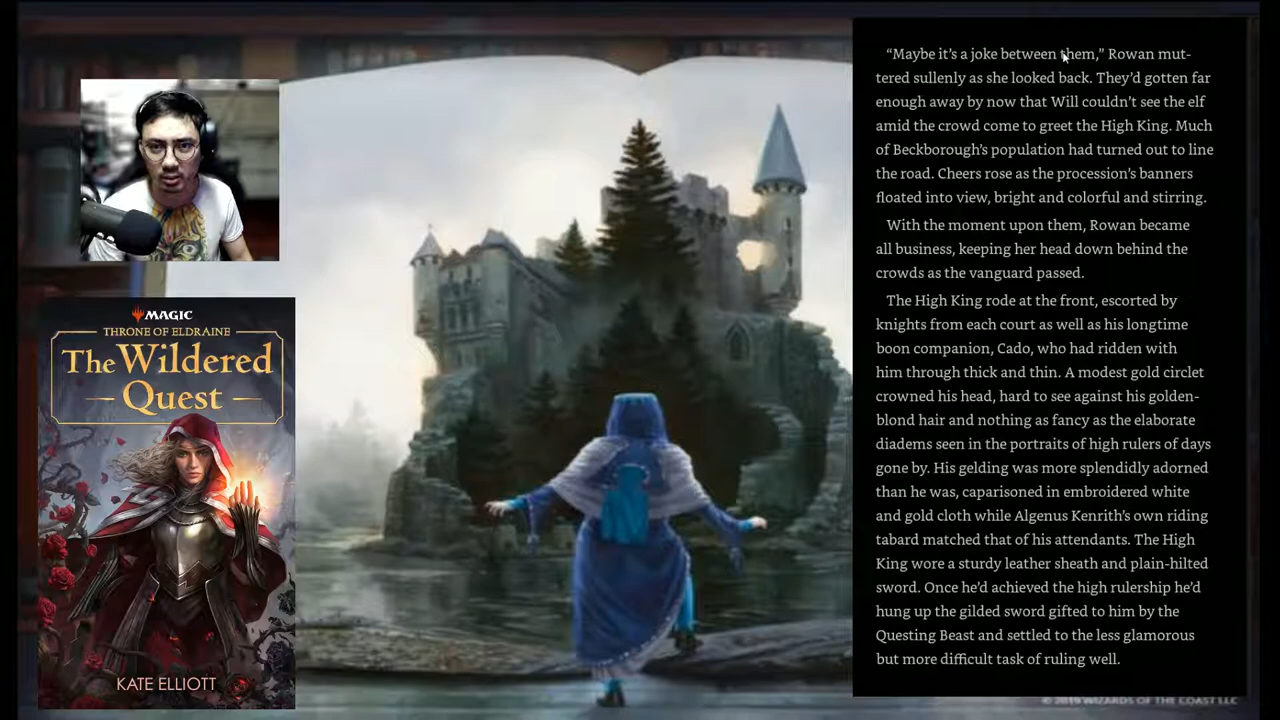 MAGIC
THRONE OF ELDRAINE
The Wildered
Quest
KATE ELLIOTT
“Maybe it’s a joke between them,” Rowan mut-
tered sullenly as she looked back. They’d gotten far
enough away by now that Will couldn’t see the elf
amid the crowd come to greet the High King. Much
of Beckborough’s population had turned out to line
the road. Cheers rose as the procession’s banners
floated into view, bright and colorful and stirring.
With the moment upon them, Rowan became
all business, keeping her head down behind the
crowds as the vanguard passed.
The High King rode at the front, escorted by
knights from each court as well as his longtime
boon companion, Cado, who had ridden with
him through thick and thin. A modest gold circlet
crowned his head, hard to see against his golden-
blond hair and nothing as fancy as the elaborate
diadems seen in the portraits of high rulers of days
gone by. His gelding was more splendidly adorned
than he was, caparisoned in embroidered white
and gold cloth while Algenus Kenrith’s own riding
tabard matched that of his attendants. The High
King wore a sturdy leather sheath and plain-hilted
sword. Once he’d achieved the high rulership he’d
hung up the gilded sword gifted to him by the
Questing Beast and settled to the less glamorous
but more difficult task of ruling well.
© 2019 WIZARDS OF THE COAST LLC